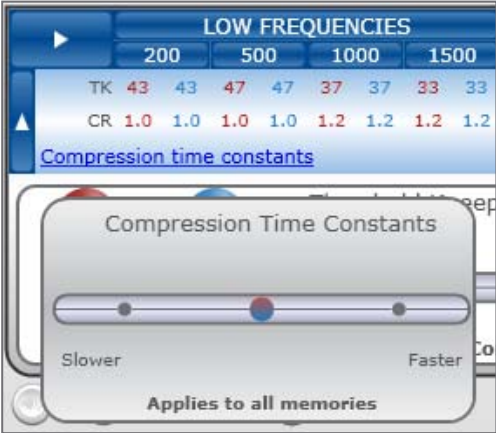 LOW FREQUENCIES
200 500 1000 1500
TK 43 43 47 47 37 37 33 33
CR 1.0 1.0 1.0 1.0 1.2 1.2 1.2 1.2
Compression time constants
Compression Time Constants
Slower Faster
Applies to all memories